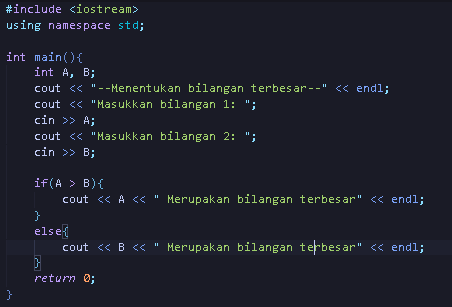 #include <iostream>
using namespace std;
int main(){
int A, B;
cout << "--Menentukan bilangan terbesar--" << endl;
cout << "Masukkan bilangan 1: ";
cin >> A;
cout << "Masukkan bilangan 2: ";
cin >> B;
if(A > B){
cout << A << " Merupakan bilangan terbesar" << endl;
}
else{
cout << B << " Merupakan bilangan terbesar" << endl;
}
return 0;
}